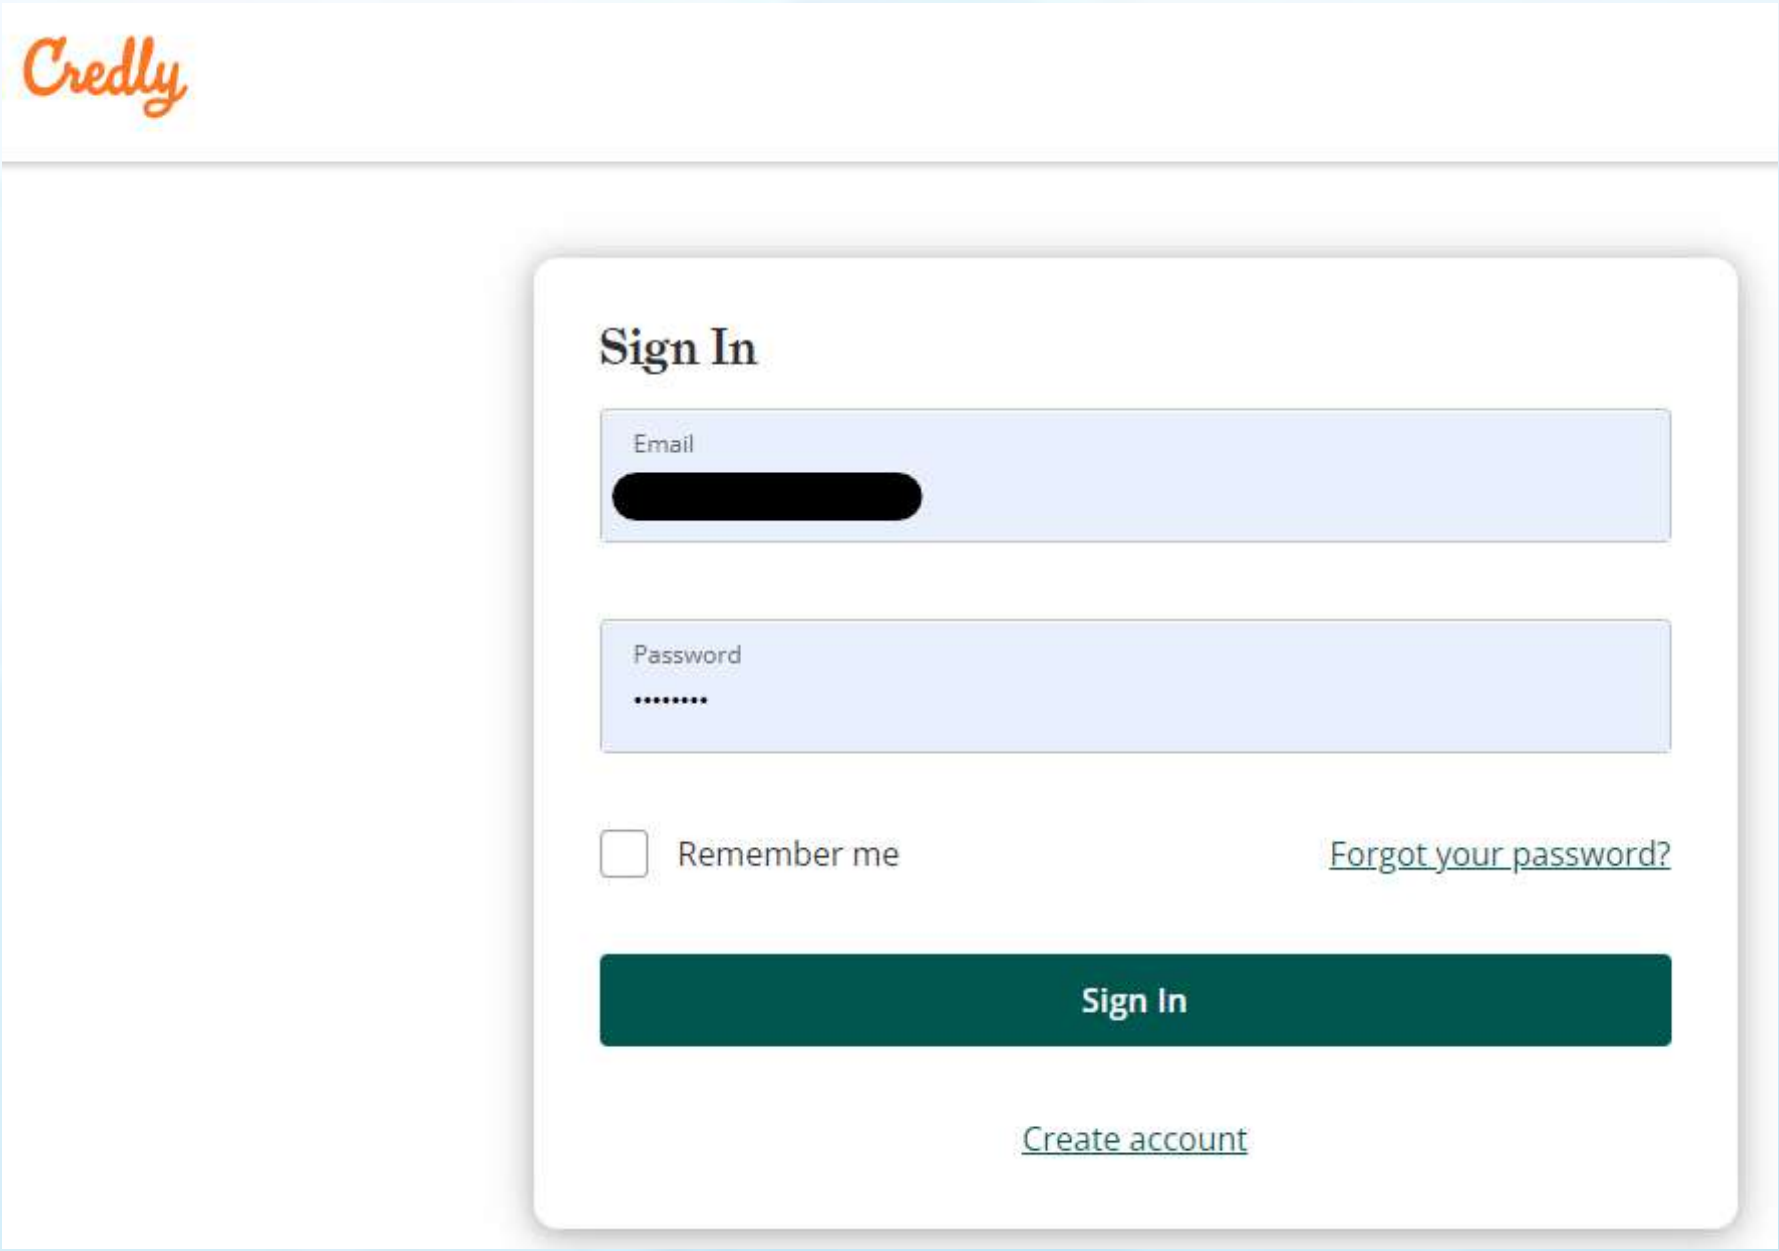 Credly
Sign In
Email
Password
••••••••
Remember me
Forgot your password?
Sign In
Create account